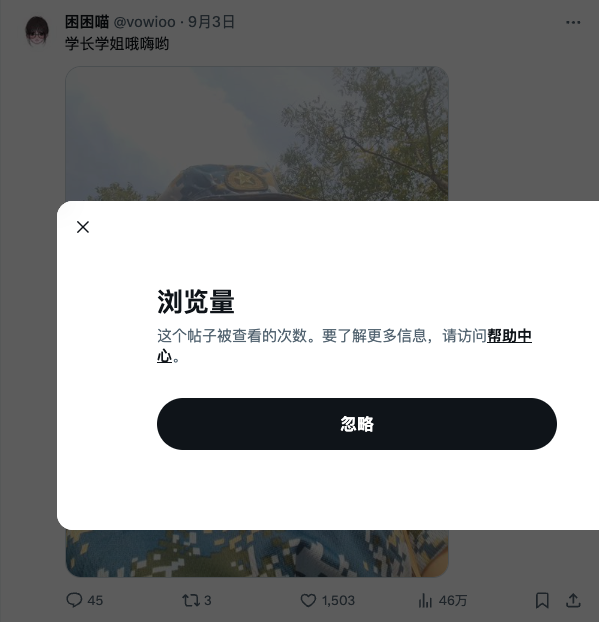 困困喵 @vowioo · 9月3日
学长学姐哦嗨哟
浏览量
这个帖子被查看的次数。要了解更多信息，请访问帮助中
心。
忽略
45 3 1,503 46万